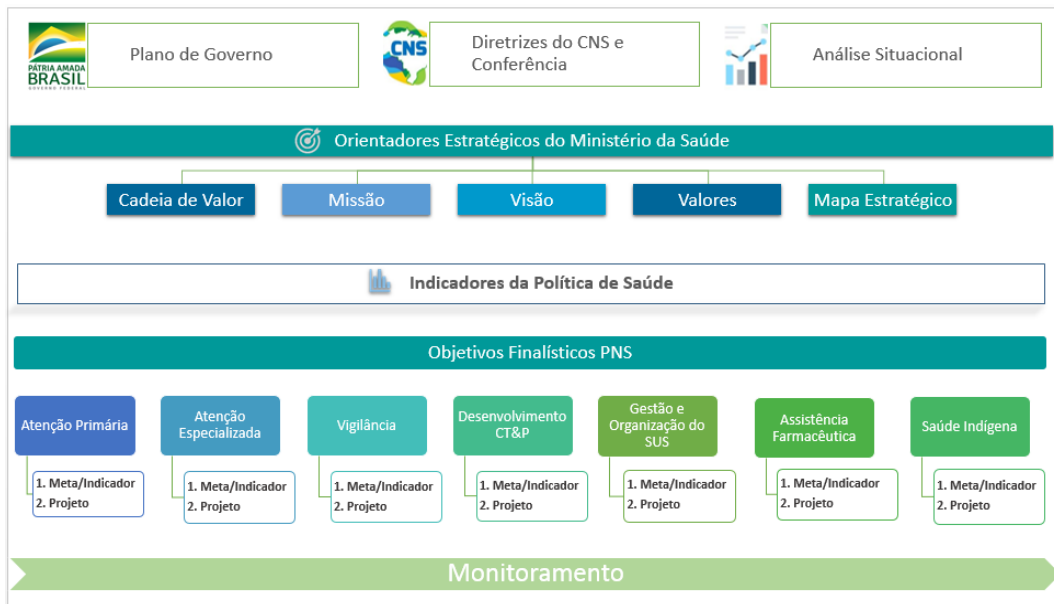 PÁTRIA AMADA
BRASIL
GOVERNO FEDERAL
Plano de Governo
CNS
Diretrizes do CNS e
Conferência
Análise Situacional
Orientadores Estratégicos do Ministério da Saúde
Cadeia de Valor
Missão
Visão
Valores
Mapa Estratégico
Indicadores da Política de Saúde
Objetivos Finalísticos PNS
Atenção Primária
Atenção
Especializada
Vigilância
Desenvolvimento
CT&P
Gestão e
Organização do
SUS
Assistência
Farmacêutica
Saúde Indígena
1. Meta/Indicador
2. Projeto
1. Meta/Indicador
2. Projeto
1. Meta/Indicador
2. Projeto
1. Meta/Indicador
2. Projeto
1. Meta/Indicador
2. Projeto
1. Meta/Indicador
2. Projeto
1. Meta/Indicador
2. Projeto
Monitoramento